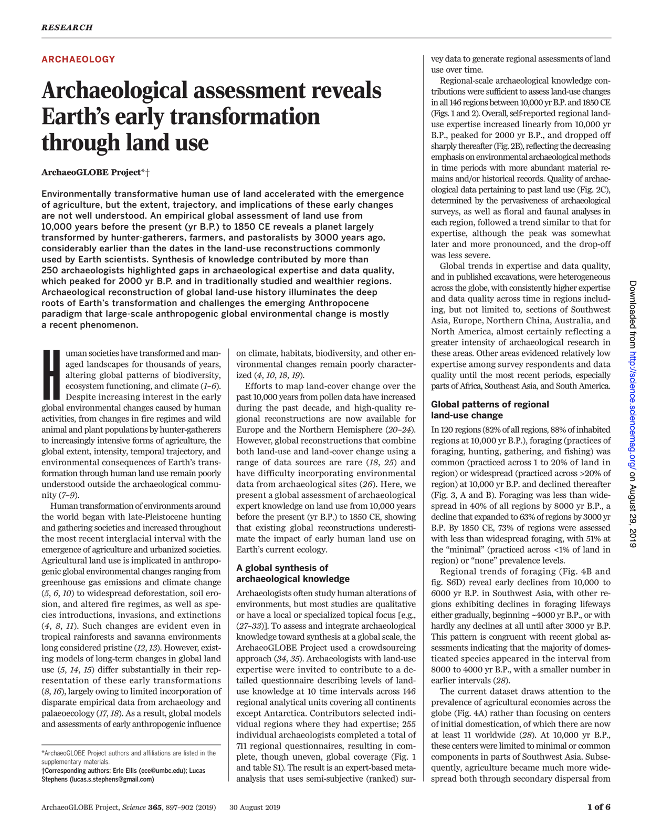 RESEARCH
ARCHAEOLOGY
Archaeological assessment reveals
Earth's early transformation
through land use
ArchaeoGLOBE Project*†
Environmentally transformative human use of land accelerated with the emergence
of agriculture, but the extent, trajectory, and implications of these early changes
are not well understood. An empirical global assessment of land use from
10,000 years before the present (yr B.P.) to 1850 CE reveals a planet largely
transformed by hunter-gatherers, farmers, and pastoralists by 3000 years ago,
considerably earlier than the dates in the land-use reconstructions commonly
used by Earth scientists. Synthesis of knowledge contributed by more than
250 archaeologists highlighted gaps in archaeological expertise and data quality,
which peaked for 2000 yr B.P. and in traditionally studied and wealthier regions.
Archaeological reconstruction of global land-use history illuminates the deep
roots of Earth's transformation and challenges the emerging Anthropocene
paradigm that large-scale anthropogenic global environmental change is mostly
a recent phenomenon.
Human societies have transformed and man-
aged landscapes for thousands of years,
altering global patterns of biodiversity,
ecosystem functioning, and climate (1–6).
Despite increasing interest in the early
global environmental changes caused by human
activities, from changes in fire regimes and wild
animal and plant populations by hunter-gatherers
to increasingly intensive forms of agriculture, the
global extent, intensity, temporal trajectory, and
environmental consequences of Earth's trans-
formation through human land use remain poorly
understood outside the archaeological commu-
nity (7–9).
Human transformation of environments around
the world began with late-Pleistocene hunting
and gathering societies and increased throughout
the most recent interglacial interval with the
emergence of agriculture and urbanized societies.
Agricultural land use is implicated in anthropo-
genic global environmental changes ranging from
greenhouse gas emissions and climate change
(5, 6, 10) to widespread deforestation, soil ero-
sion, and altered fire regimes, as well as spe-
cies introductions, invasions, and extinctions
(4, 8, 11). Such changes are evident even in
tropical rainforests and savanna environments
long considered pristine (12, 13). However, exist-
ing models of long-term changes in global land
use (5, 14, 15) differ substantially in their rep-
resentation of these early transformations
(8, 16), largely owing to limited incorporation of
disparate empirical data from archaeology and
palaeoecology (17, 18). As a result, global models
and assessments of early anthropogenic influence
*ArchaeoGLOBE Project authors and affiliations are listed in the
supplementary materials.
†Corresponding authors: Erle Ellis (ece@umbc.edu); Lucas
Stephens (lucas.s.stephens@gmail.com)
on climate, habitats, biodiversity, and other en-
vironmental changes remain poorly character-
ized (4, 10, 18, 19).
Efforts to map land-cover change over the
past 10,000 years from pollen data have increased
during the past decade, and high-quality re-
gional reconstructions are now available for
Europe and the Northern Hemisphere (20–24).
However, global reconstructions that combine
both land-use and land-cover change using a
range of data sources are rare (18, 25) and
have difficulty incorporating environmental
data from archaeological sites (26). Here, we
present a global assessment of archaeological
expert knowledge on land use from 10,000 years
before the present (yr B.P.) to 1850 CE, showing
that existing global reconstructions underesti-
mate the impact of early human land use on
Earth's current ecology.
A global synthesis of
archaeological knowledge
Archaeologists often study human alterations of
environments, but most studies are qualitative
or have a local or specialized topical focus [e.g.,
(27–33)]. To assess and integrate archaeological
knowledge toward synthesis at a global scale, the
ArchaeoGLOBE Project used a crowdsourcing
approach (34, 35). Archaeologists with land-use
expertise were invited to contribute to a de-
tailed questionnaire describing levels of land-
use knowledge at 10 time intervals across 146
regional analytical units covering all continents
except Antarctica. Contributors selected indi-
vidual regions where they had expertise; 255
individual archaeologists completed a total of
711 regional questionnaires, resulting in com-
plete, though uneven, global coverage (Fig. 1
and table S1). The result is an expert-based meta-
analysis that uses semi-subjective (ranked) sur-
vey data to generate regional assessments of land
use over time.
Regional-scale archaeological knowledge con-
tributions were sufficient to assess land-use changes
in all 146 regions between 10,000 yr B.P. and 1850 CE
(Figs. 1 and 2). Overall, self-reported regional land-
use expertise increased linearly from 10,000 yr
B.P., peaked for 2000 yr B.P., and dropped off
sharply thereafter (Fig. 2B), reflecting the decreasing
emphasis on environmental archaeological methods
in time periods with more abundant material re-
mains and/or historical records. Quality of archae-
ological data pertaining to past land use (Fig. 2C),
determined by the pervasiveness of archaeological
surveys, as well as floral and faunal analyses in
each region, followed a trend similar to that for
expertise, although the peak was somewhat
later and more pronounced, and the drop-off
was less severe.
Global trends in expertise and data quality,
and in published excavations, were heterogeneous
across the globe, with consistently higher expertise
and data quality across time in regions includ-
ing, but not limited to, sections of Southwest
Asia, Europe, Northern China, Australia, and
North America, almost certainly reflecting a
greater intensity of archaeological research in
these areas. Other areas evidenced relatively low
expertise among survey respondents and data
quality until the most recent periods, especially
parts of Africa, Southeast Asia, and South America.
Global patterns of regional
land-use change
In 120 regions (82% of all regions, 88% of inhabited
regions at 10,000 yr B.P.), foraging (practices of
foraging, hunting, gathering, and fishing) was
common (practiced across 1 to 20% of land in
region) or widespread (practiced across >20% of
region) at 10,000 yr B.P. and declined thereafter
(Fig. 3, A and B). Foraging was less than wide-
spread in 40% of all regions by 8000 yr B.P., a
decline that expanded to 63% of regions by 3000 yr
B.P. By 1850 CE, 73% of regions were assessed
with less than widespread foraging, with 51% at
the "minimal" (practiced across <1% of land in
region) or "none" prevalence levels.
Regional trends of foraging (Fig. 4B and
fig. S6D) reveal early declines from 10,000 to
6000 yr B.P. in Southwest Asia, with other re-
gions exhibiting declines in foraging lifeways
either gradually, beginning ~4000 yr B.P., or with
hardly any declines at all until after 3000 yr B.P.
This pattern is congruent with recent global as-
sessments indicating that the majority of domes-
ticated species appeared in the interval from
8000 to 4000 yr B.P., with a smaller number in
earlier intervals (28).
The current dataset draws attention to the
prevalence of agricultural economies across the
globe (Fig. 4A) rather than focusing on centers
of initial domestication, of which there are now
at least 11 worldwide (28). At 10,000 yr B.P.,
these centers were limited to minimal or common
components in parts of Southwest Asia. Subse-
quently, agriculture became much more wide-
spread both through secondary dispersal from
ArchaeoGLOBE Project, Science 365, 897–902 (2019) 30 August 2019
1 of 6
Downloaded from http://science.sciencemag.org/ on August 29, 2019